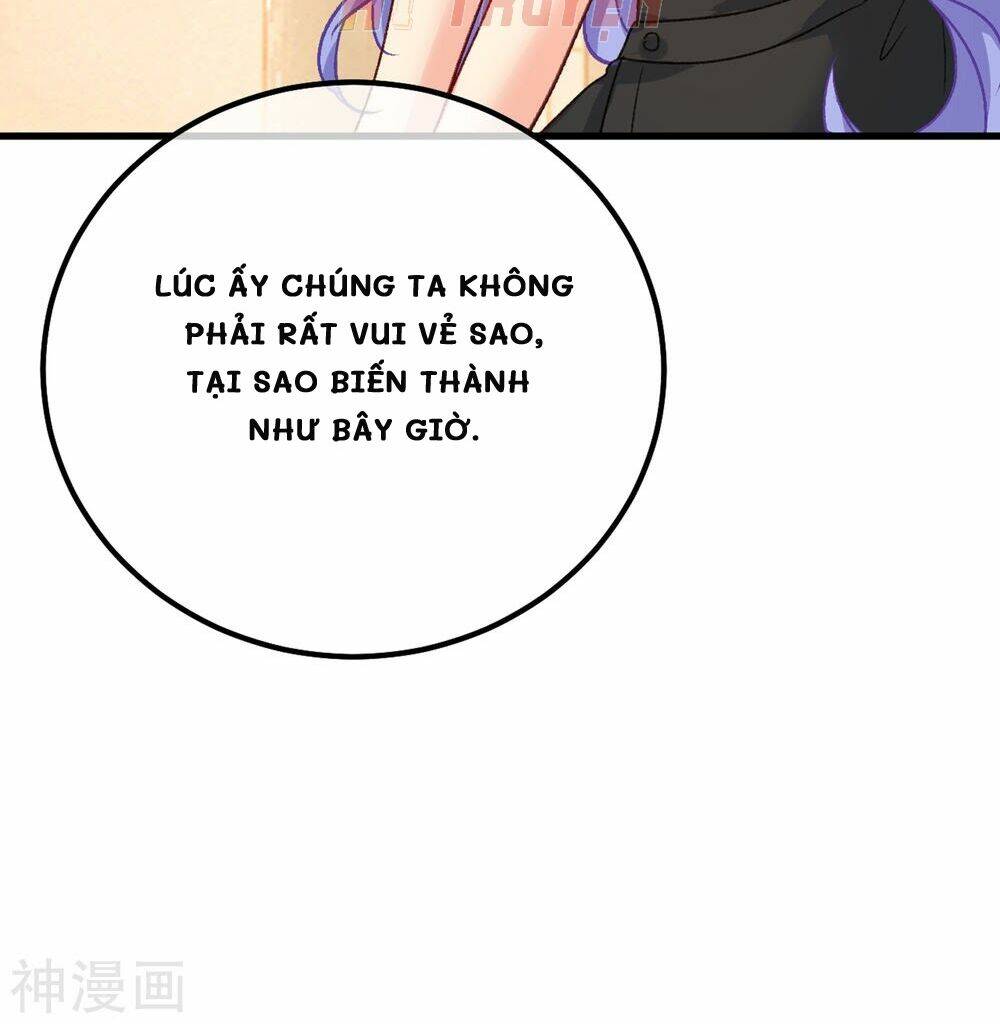 TRUYỆN
LÚC ẤY CHÚNG TA KHÔNG
PHẢI RẤT VUI VẺ SAO,
TẠI SAO BIẾN THÀNH
NHƯ BÂY GIỜ.
神漫画